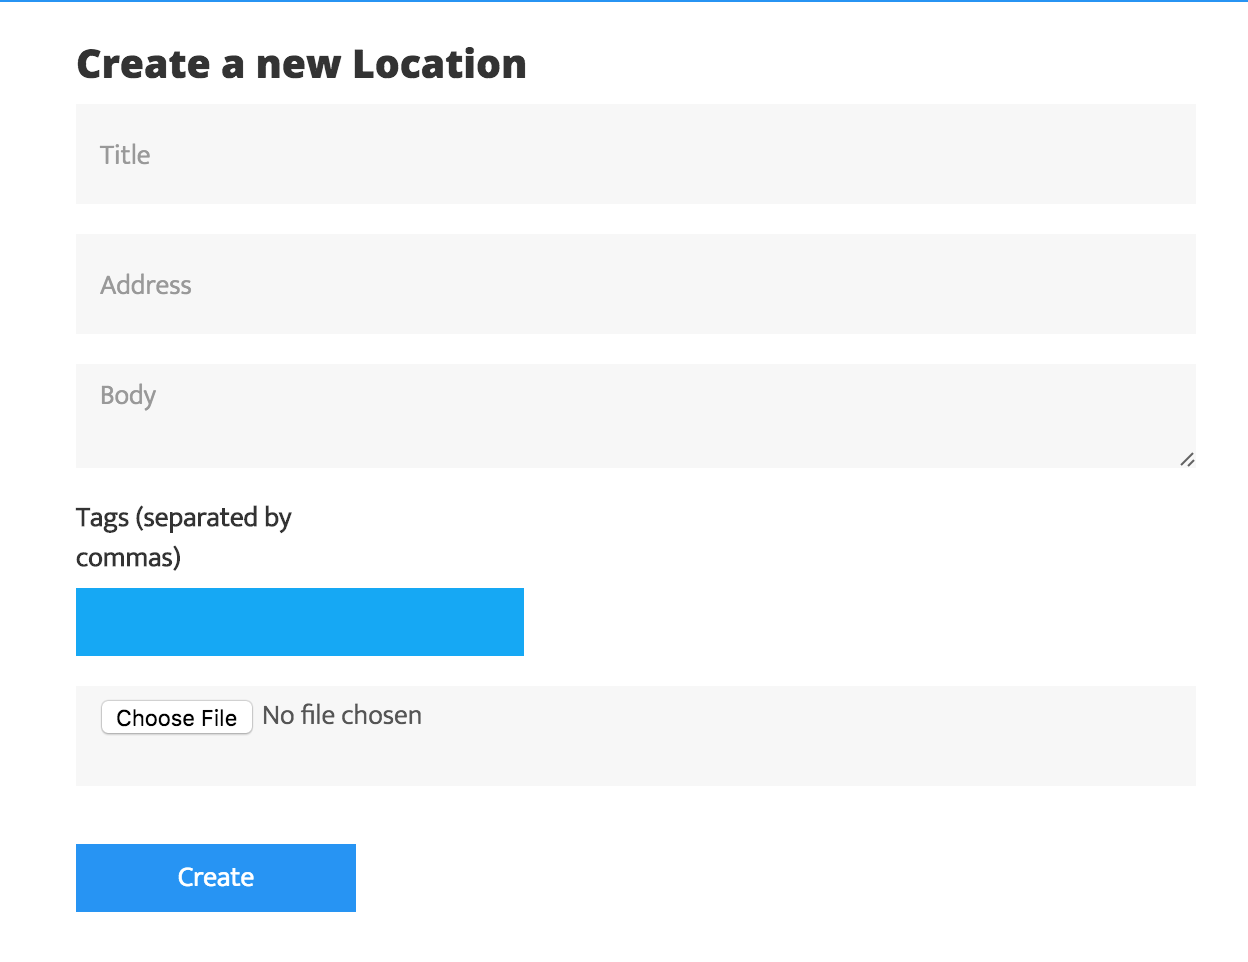 Create a new Location
Title
Address
Body
Tags (separated by
commas)
Choose File No file chosen
Create